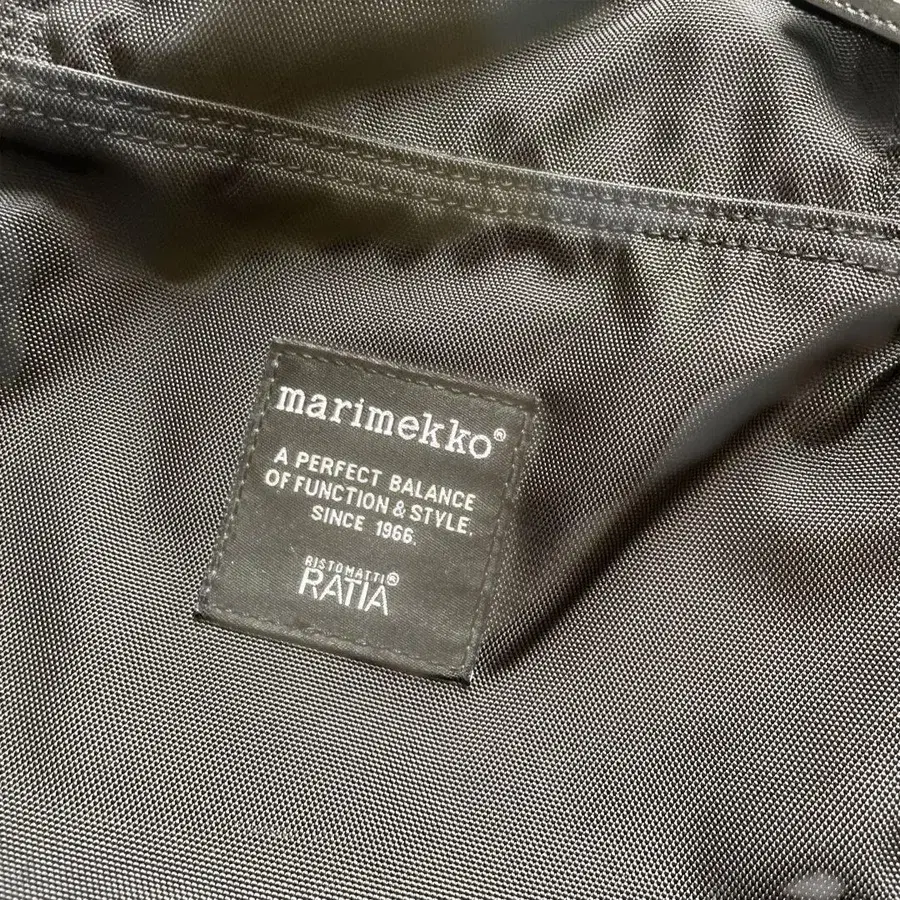 marimekko®
A PERFECT BALANCE
OF FUNCTION & STYLE.
SINCE 1966.
RISTOMATTI®
RATIA